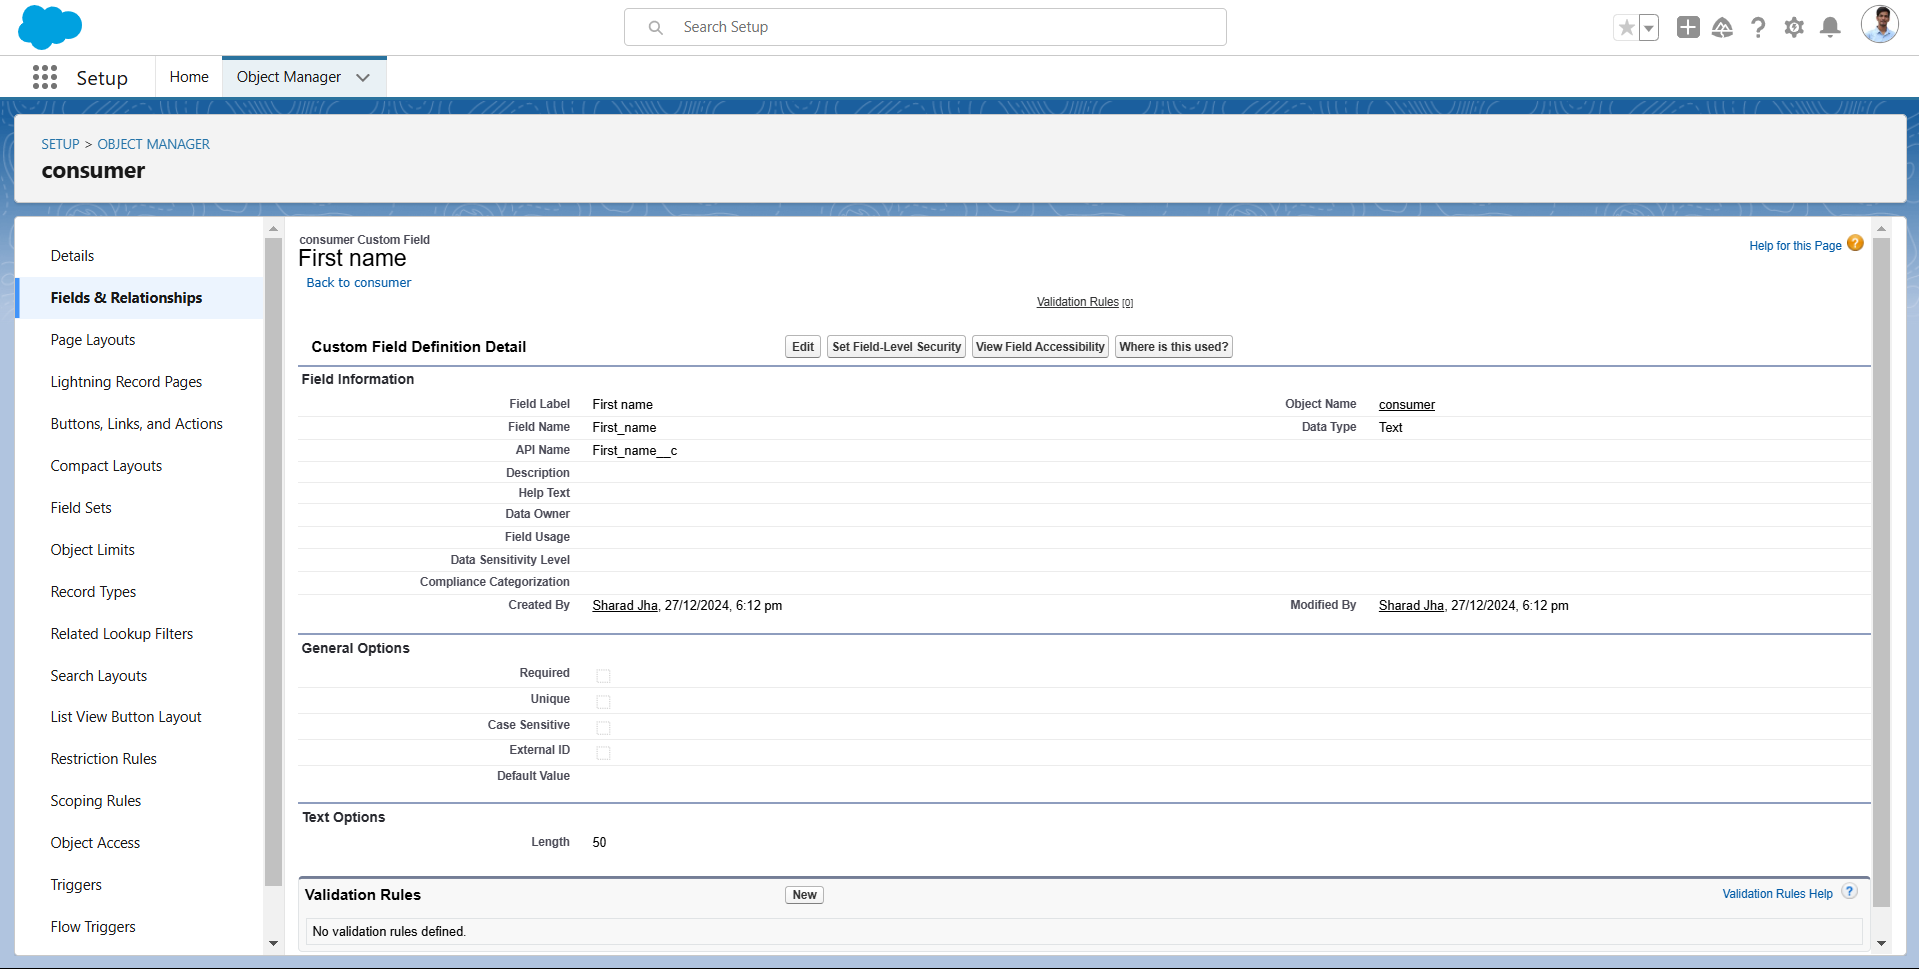 Search Setup
Setup
Home
Object Manager
SETUP > OBJECT MANAGER
consumer
Details
Fields & Relationships
Page Layouts
Lightning Record Pages
Buttons, Links, and Actions
Compact Layouts
Field Sets
Object Limits
Record Types
Related Lookup Filters
Search Layouts
List View Button Layout
Restriction Rules
Scoping Rules
Object Access
Triggers
Flow Triggers
consumer Custom Field
First name
Back to consumer
Help for this Page ?
Validation Rules [0]
Custom Field Definition Detail
Edit
Set Field-Level Security
View Field Accessibility
Where is this used?
Field Information
Field Label First name Object Name consumer
Field Name First_name Data Type Text
API Name First_name__c
Description
Help Text
Data Owner
Field Usage
Data Sensitivity Level
Compliance Categorization
Created By Sharad Jha, 27/12/2024, 6:12 pm Modified By Sharad Jha, 27/12/2024, 6:12 pm
General Options
Required
Unique
Case Sensitive
External ID
Default Value
Text Options
Length 50
Validation Rules
New
Validation Rules Help ?
No validation rules defined.